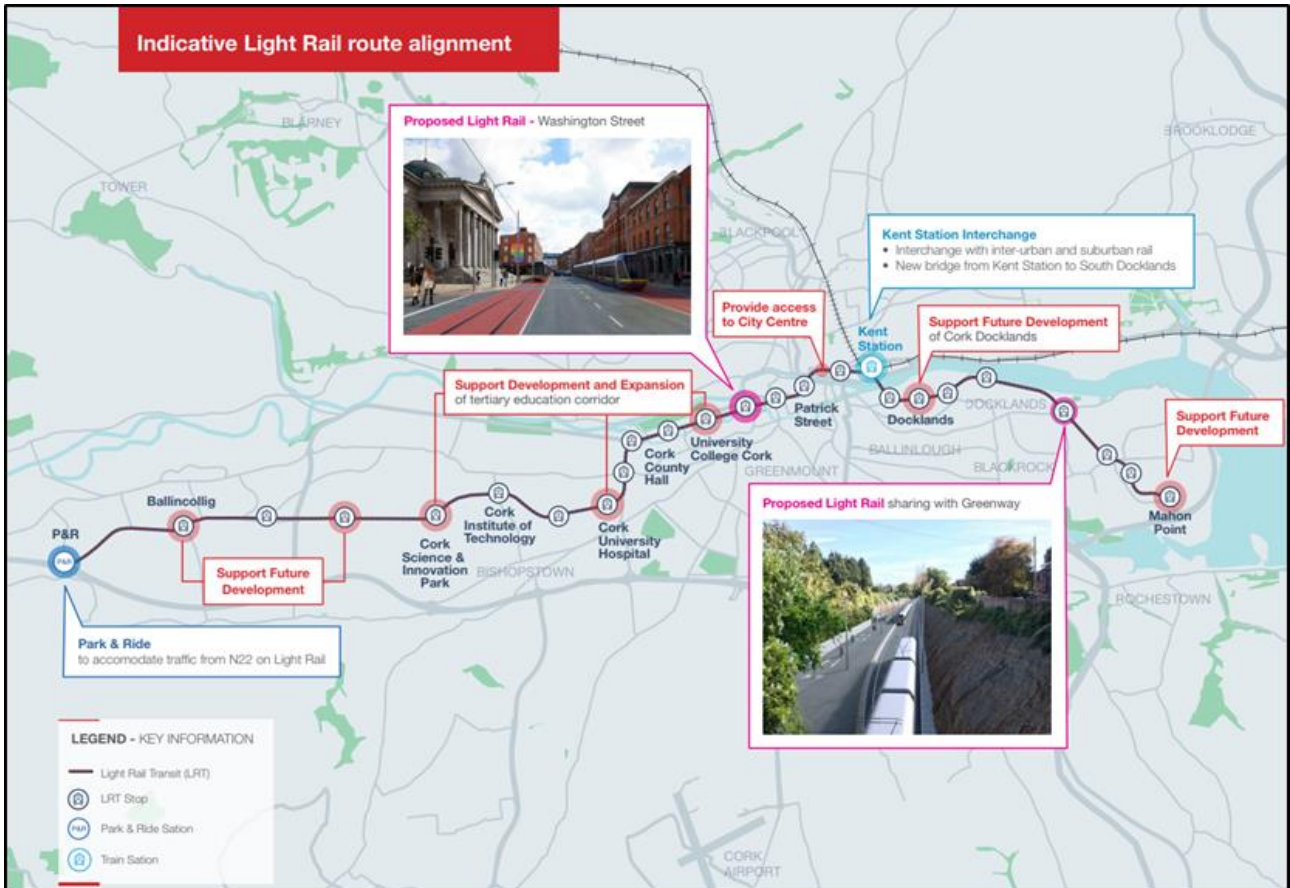 Indicative Light Rail route alignment
BLARNEY
TOWER
BROOKLODGE
Proposed Light Rail - Washington Street
BLACKPOOL
Kent Station Interchange
• Interchange with inter-urban and suburban rail
• New bridge from Kent Station to South Docklands
Provide access
to City Centre
Kent
Station
Support Future Development
of Cork Docklands
Support Development and Expansion
of tertiary education corridor
Patrick
Street
Docklands
DOCKLANDS
Support Future
Development
University
College Cork
Cork
County
Hall
GREENMOUNT
BALLINLOUGH
BLACKROCK
Mahon
Point
P&R
P&R
Ballincollig
Cork
Institute of
Technology
Cork
Science &
Innovation
Park
Cork
University
Hospital
BISHOPSTOWN
Support Future
Development
Proposed Light Rail sharing with Greenway
ROCHESTOWN
Park & Ride
to accomodate traffic from N22 on Light Rail
LEGEND - KEY INFORMATION
Light Rail Transit (LRT)
LRT Stop
P&R
Park & Ride Sation
Train Sation
CORK
AIRPORT